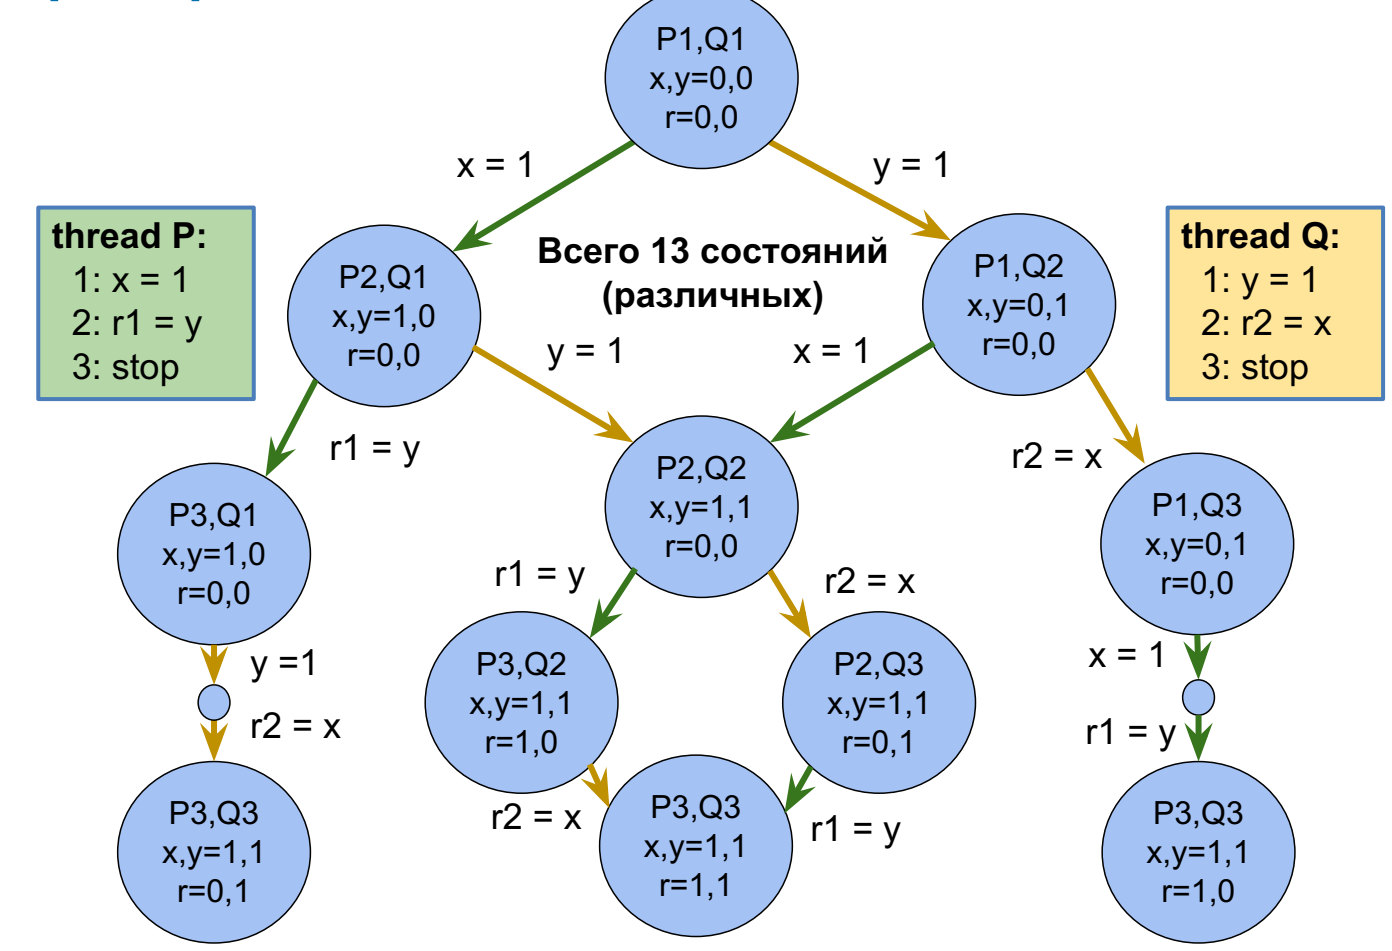 P1,Q1
x,y=0,0
r=0,0
x = 1
y = 1
thread P:
1: x = 1
2: r1 = y
3: stop
Всего 13 состояний
(различных)
thread Q:
1: y = 1
2: r2 = x
3: stop
P2,Q1
x,y=1,0
r=0,0
P1,Q2
x,y=0,1
r=0,0
y = 1
x = 1
r1 = y
r2 = x
P2,Q2
x,y=1,1
r=0,0
P3,Q1
x,y=1,0
r=0,0
P1,Q3
x,y=0,1
r=0,0
r1 = y
r2 = x
y =1
r2 = x
P3,Q2
x,y=1,1
r=1,0
P2,Q3
x,y=1,1
r=0,1
x = 1
r1 = y
r2 = x
r1 = y
P3,Q3
x,y=1,1
r=0,1
P3,Q3
x,y=1,1
r=1,1
P3,Q3
x,y=1,1
r=1,0